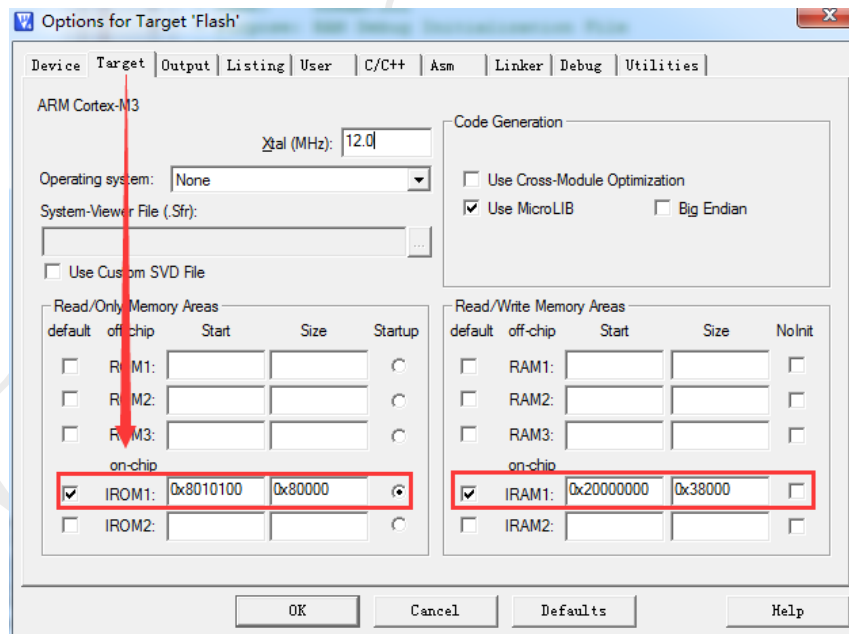 Options for Target 'Flash'
Device Target Output Listing User C/C++ Asm Linker Debug Utilities
ARM Cortex-M3
Xtal (MHz): 12.0
Operating system: None
System-Viewer File (.Sfr):
...
Use Custom SVD File
Code Generation
Use Cross-Module Optimization
Use MicroLIB Big Endian
Read/Only Memory Areas
default off-chip Start Size Startup
ROM1:
ROM2:
ROM3:
on-chip
IROM1: 0x8010100 0x80000
IROM2:
Read/Write Memory Areas
default off-chip Start Size NoInit
RAM1:
RAM2:
RAM3:
on-chip
IRAM1: 0x20000000 0x38000
IRAM2:
OK Cancel Defaults Help